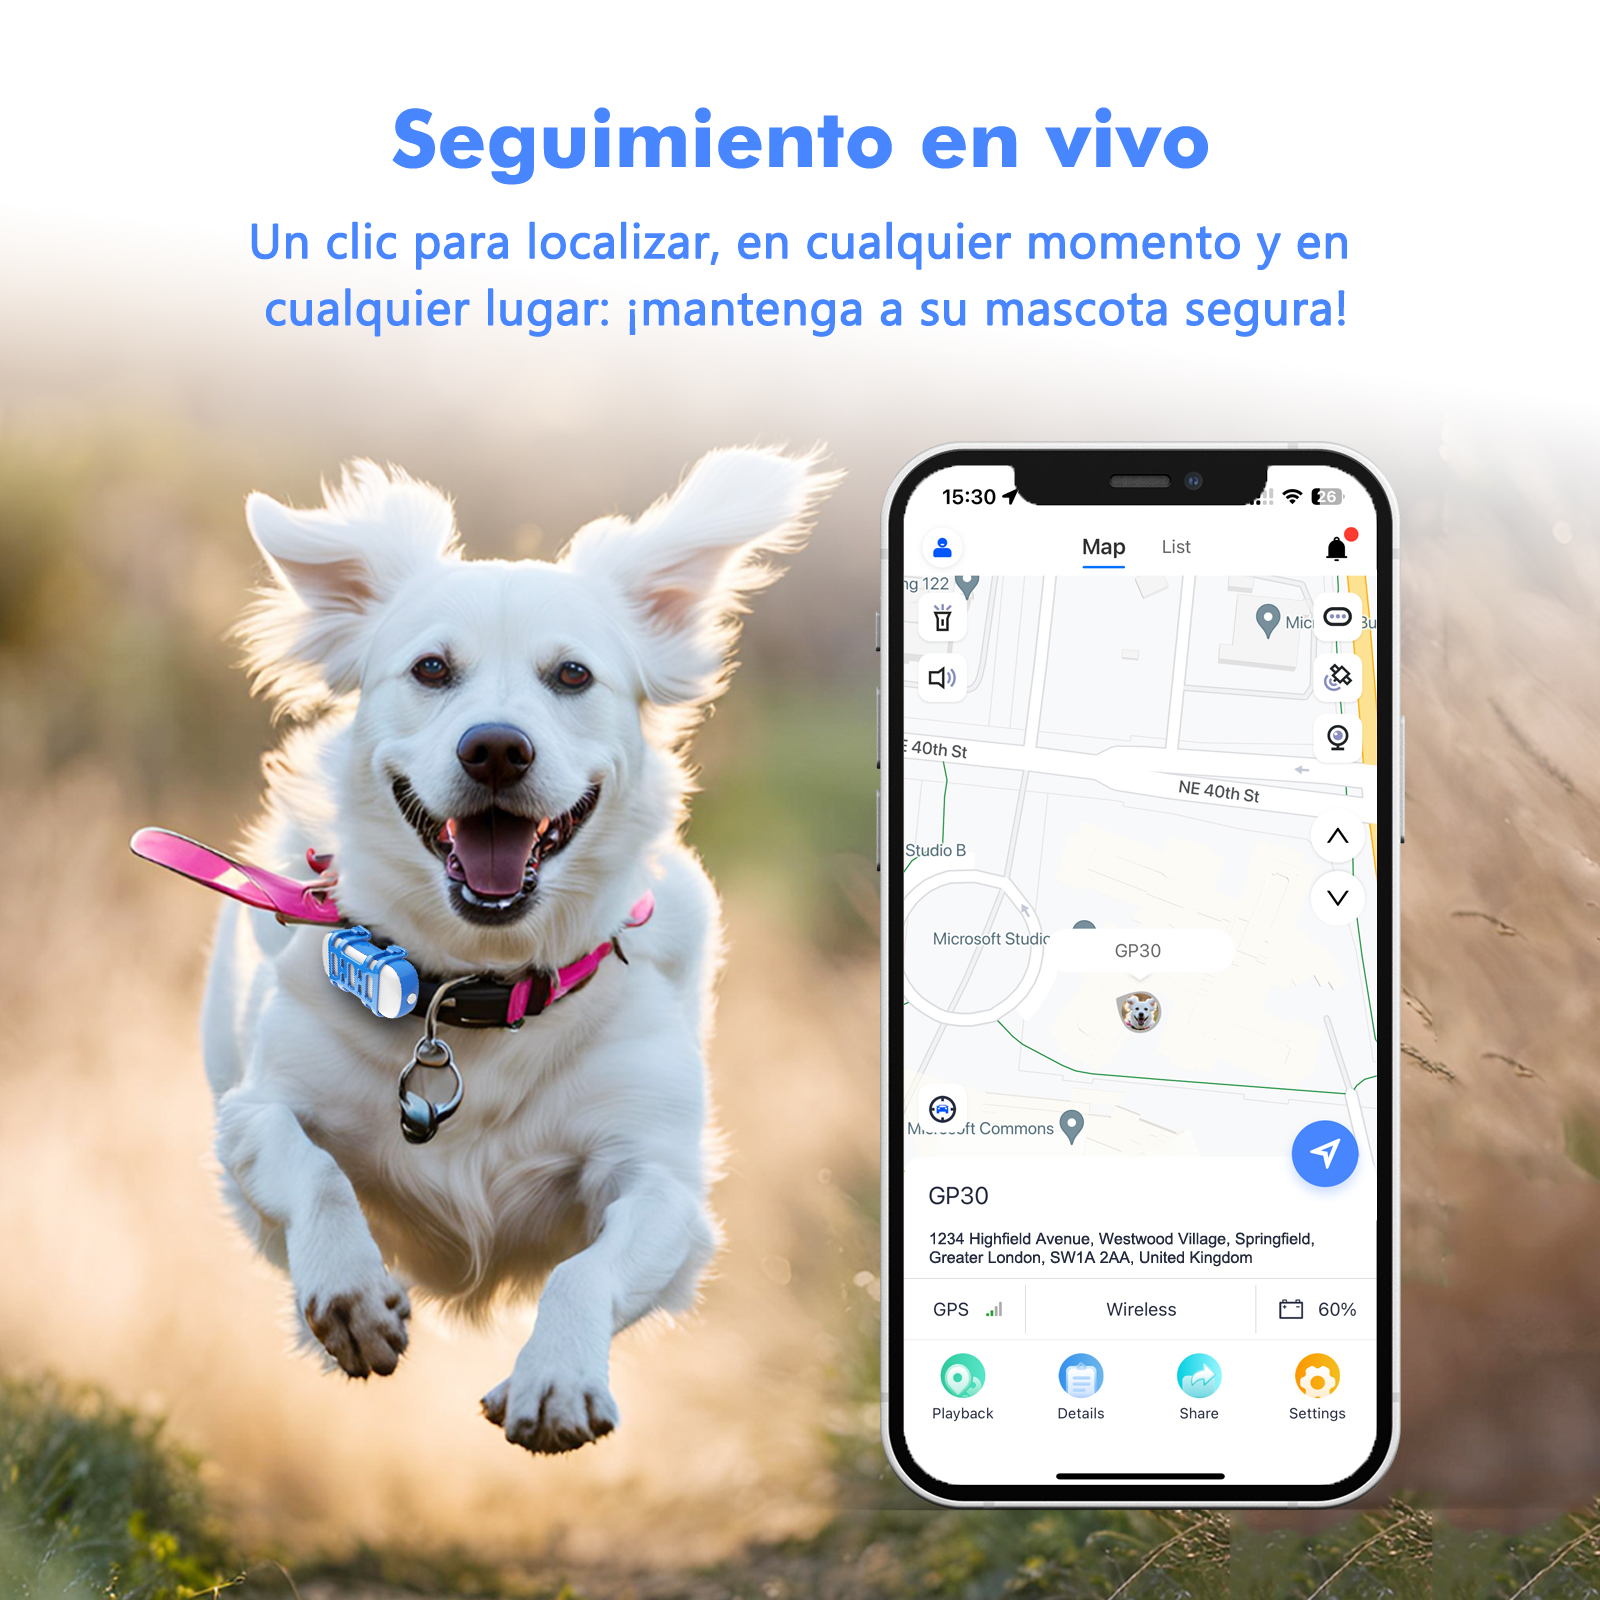 Seguimiento en vivo
Un clic para localizar, en cualquier momento y en
cualquier lugar: ¡mantenga a su mascota segura!
15:30
26
Map List
ng 122
Mic
Bu
E 40th St
NE 40th St
Studio B
Microsoft Studio
GP30
Microsoft Commons
GP30
1234 Highfield Avenue, Westwood Village, Springfield,
Greater London, SW1A 2AA, United Kingdom
GPS Wireless 60%
Playback Details Share Settings